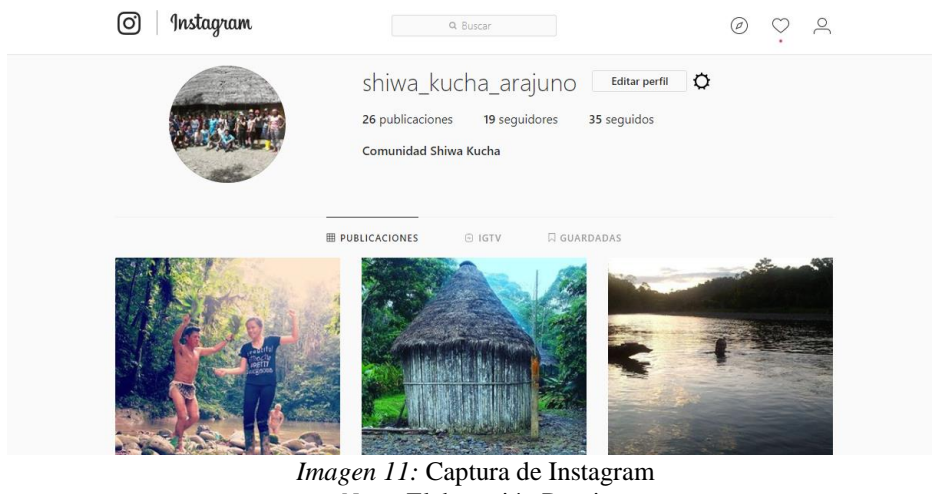 Instagram
Buscar
shiwa_kucha_arajuno Editar perfil
26 publicaciones 19 seguidores 35 seguidos
Comunidad Shiwa Kucha
PUBLICACIONES IGTV GUARDADAS
Imagen 11: Captura de Instagram